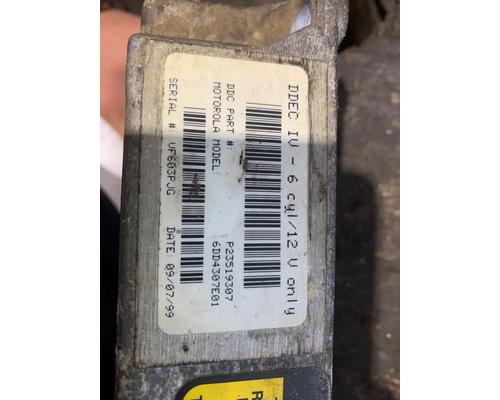 DDEC IV - 6 cyl/12 V only
DDC PART #: P23519307
MOTOROLA MODEL: 6DD4307E01
SERIAL #: VF603PJG DATE: 09/07/99